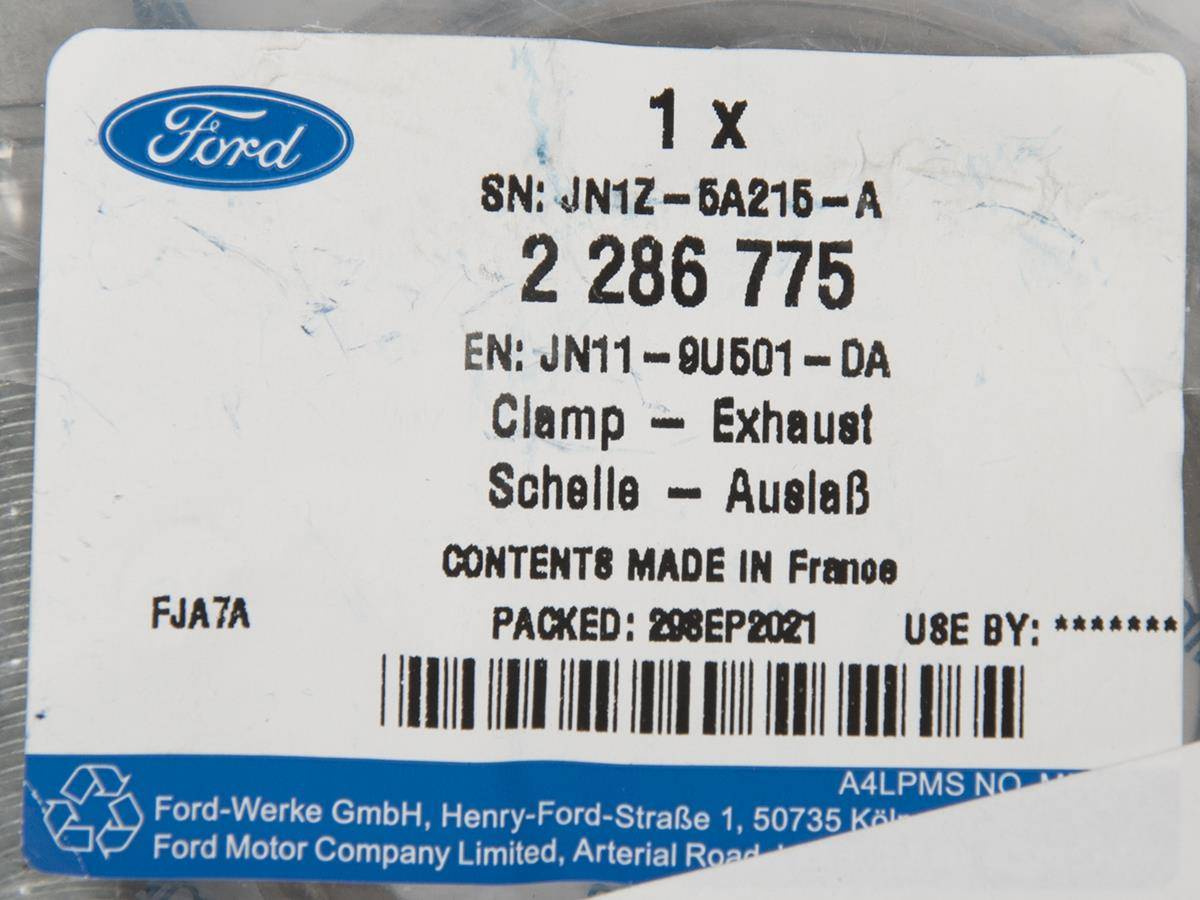 Ford
1 x
SN: JN1Z-5A215-A
2 286 775
EN: JN11-9U501-DA
Clamp - Exhaust
Schelle - Auslaß
CONTENTS MADE IN France
FJA7A PACKED: 29SEP2021 USE BY: *******
A4LPMS NO.
Ford-Werke GmbH, Henry-Ford-Straße 1, 50735
Ford Motor Company Limited, Arterial Road